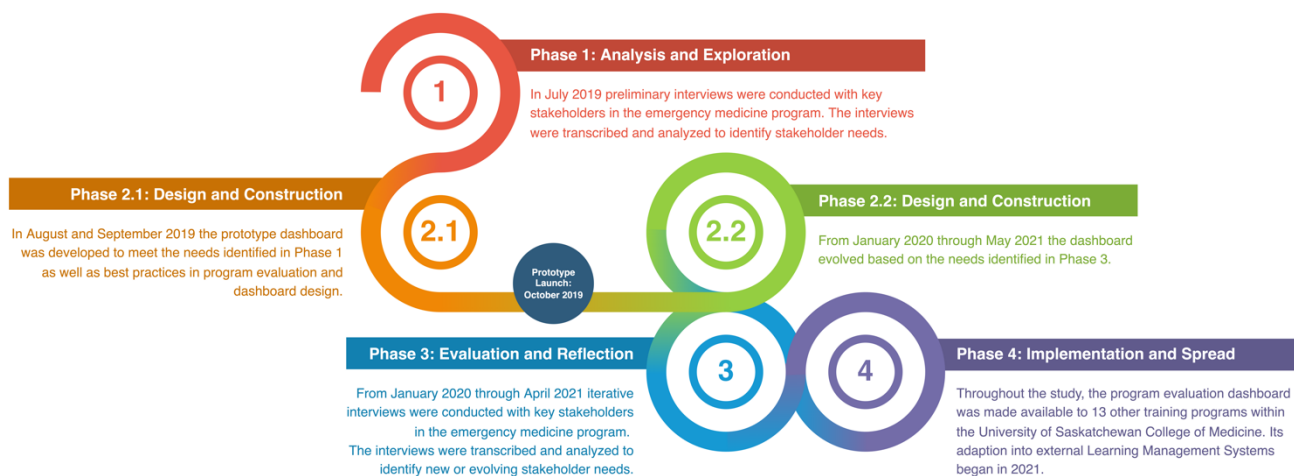 1
Phase 1: Analysis and Exploration
In July 2019 preliminary interviews were conducted with key
stakeholders in the emergency medicine program. The interviews
were transcribed and analyzed to identify stakeholder needs.
Phase 2.1: Design and Construction
In August and September 2019 the prototype dashboard
was developed to meet the needs identified in Phase 1
as well as best practices in program evaluation and
dashboard design.
2.1
Prototype
Launch:
October 2019
2.2
Phase 2.2: Design and Construction
From January 2020 through May 2021 the dashboard
evolved based on the needs identified in Phase 3.
Phase 3: Evaluation and Reflection
From January 2020 through April 2021 iterative
interviews were conducted with key stakeholders
in the emergency medicine program.
The interviews were transcribed and analyzed to
identify new or evolving stakeholder needs.
3
4
Phase 4: Implementation and Spread
Throughout the study, the program evaluation dashboard
was made available to 13 other training programs within
the University of Saskatchewan College of Medicine. Its
adaption into external Learning Management Systems
began in 2021.